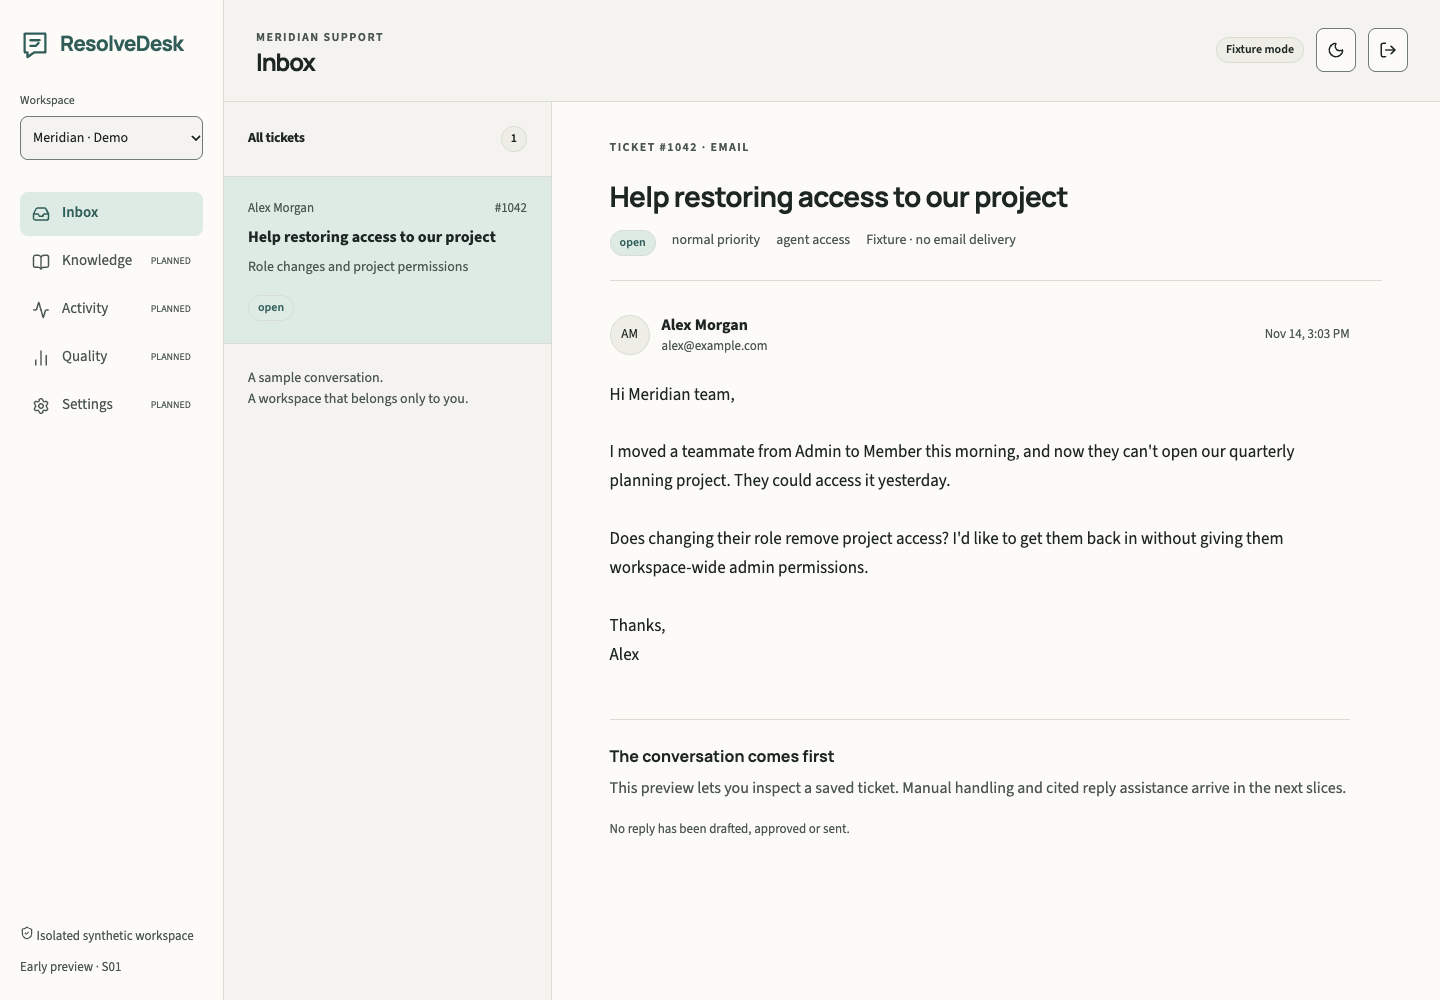 ResolveDesk
Workspace
Meridian · Demo
Inbox
Knowledge PLANNED
Activity PLANNED
Quality PLANNED
Settings PLANNED
Isolated synthetic workspace
Early preview · S01
MERIDIAN SUPPORT
Inbox
Fixture mode
All tickets 1
Alex Morgan #1042
Help restoring access to our project
Role changes and project permissions
open
A sample conversation.
A workspace that belongs only to you.
TICKET #1042 · EMAIL
Help restoring access to our project
open normal priority agent access Fixture · no email delivery
AM
Alex Morgan
alex@example.com
Nov 14, 3:03 PM
Hi Meridian team,
I moved a teammate from Admin to Member this morning, and now they can't open our quarterly
planning project. They could access it yesterday.
Does changing their role remove project access? I'd like to get them back in without giving them
workspace-wide admin permissions.
Thanks,
Alex
The conversation comes first
This preview lets you inspect a saved ticket. Manual handling and cited reply assistance arrive in the next slices.
No reply has been drafted, approved or sent.